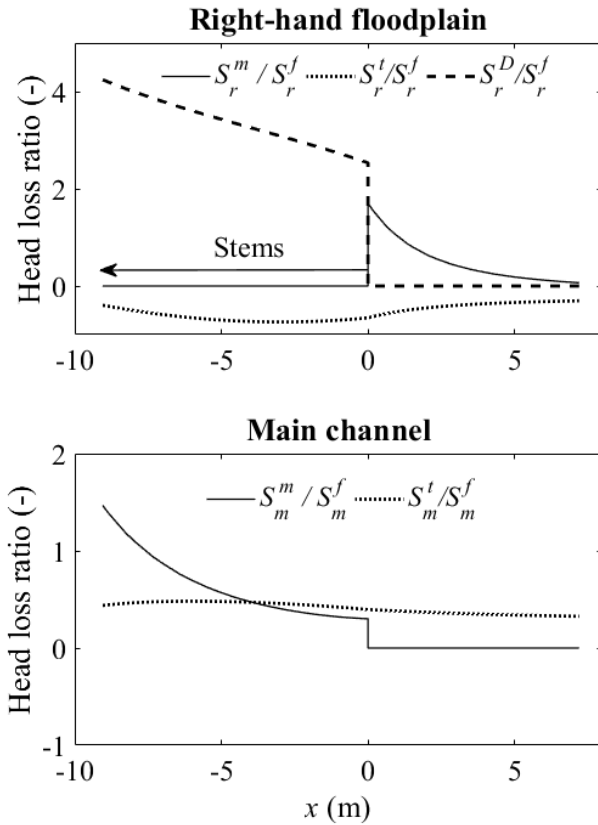 Right-hand floodplain
Head loss ratio (-)
S_r^m / S_r^f S_r^t/S_r^f S_r^D/S_r^f
4
2
0
Stems
-10 -5 0 5
Main channel
Head loss ratio (-)
2
S_m^m / S_m^f S_m^t/S_m^f
1
0
-1
-10 -5 0 5
x (m)